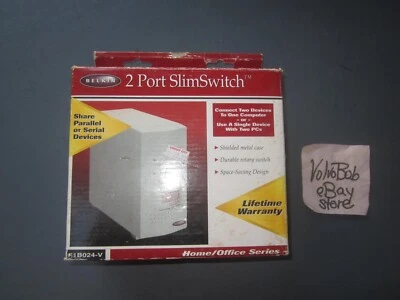 BELKIN
2 Port SlimSwitch™
Share
Parallel
or Serial
Devices
Connect Two Devices
To One Computer
- or -
Use A Single Device
With Two PCs
Shielded metal case
Durable rotary switch
Space-Saving Design
Lifetime
Warranty
F1B024-V
Home/Office Series
VolvoBob
eBay
store